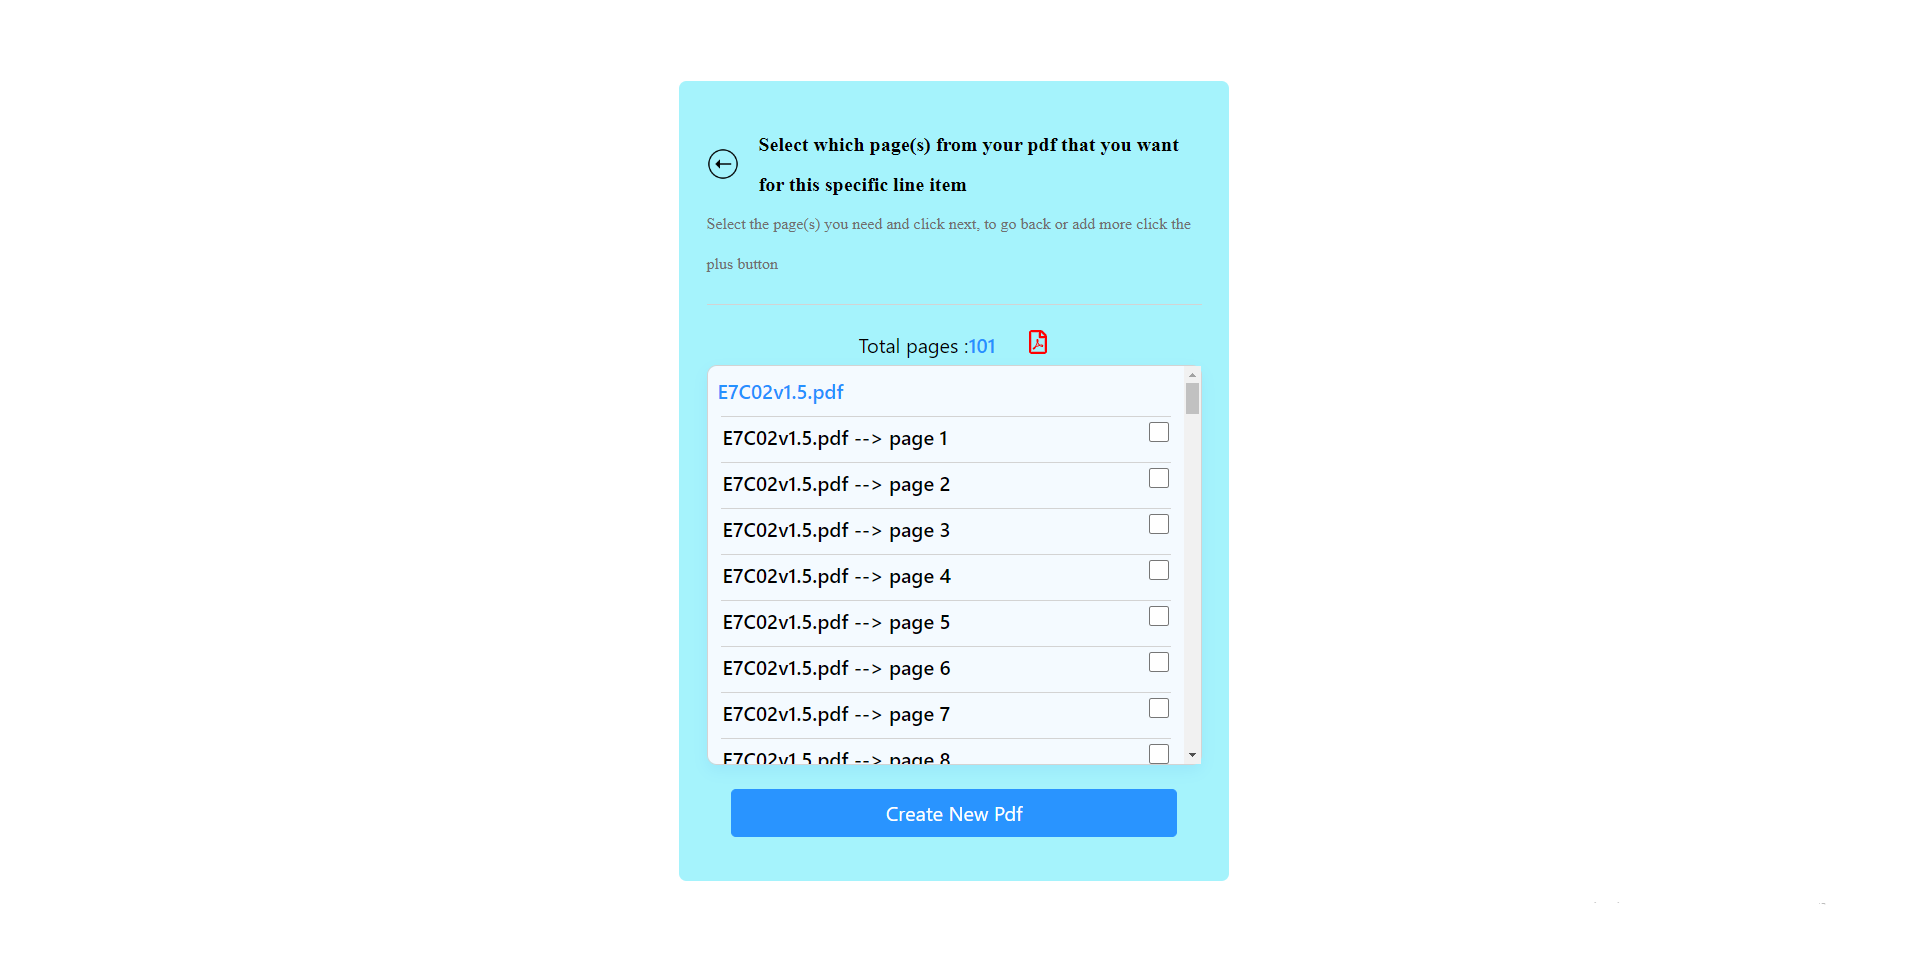 Select which page(s) from your pdf that you want
for this specific line item
Select the page(s) you need and click next, to go back or add more click the
plus button
Total pages :101
E7C02v1.5.pdf
E7C02v1.5.pdf --> page 1
E7C02v1.5.pdf --> page 2
E7C02v1.5.pdf --> page 3
E7C02v1.5.pdf --> page 4
E7C02v1.5.pdf --> page 5
E7C02v1.5.pdf --> page 6
E7C02v1.5.pdf --> page 7
E7C02v1.5.pdf --> page 8
Create New Pdf